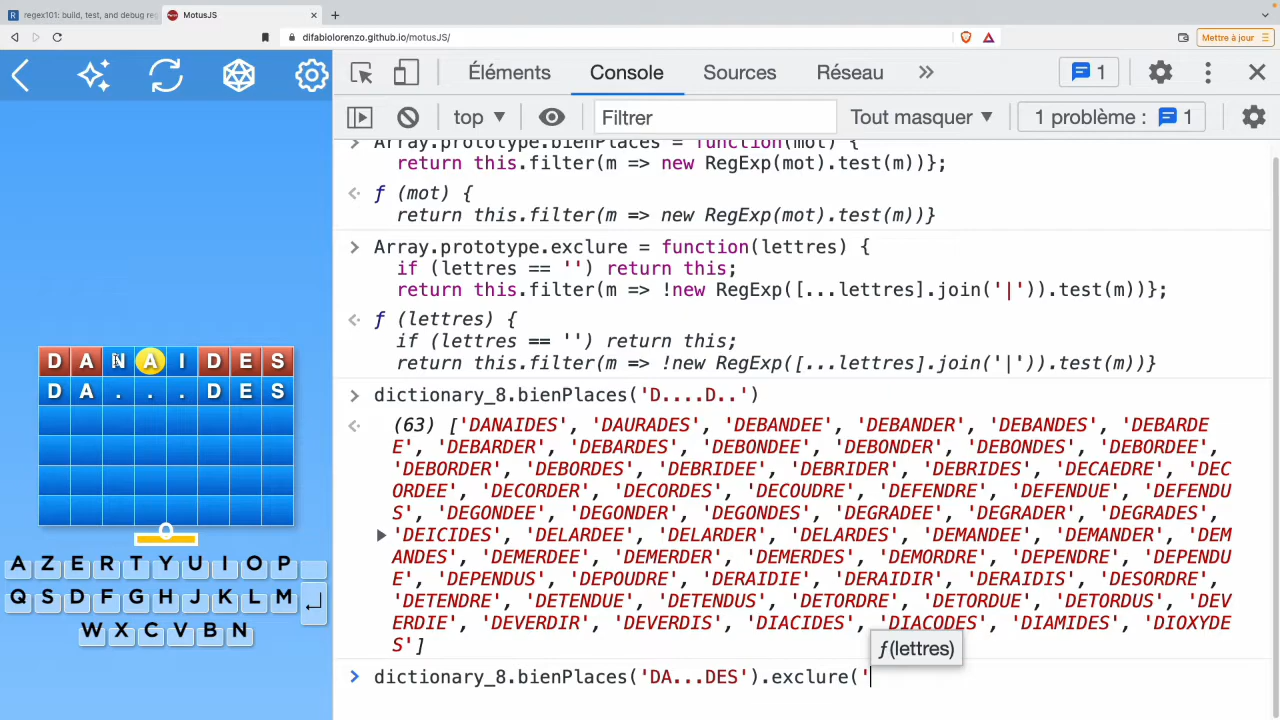 regex101: build, test, and debug re
MotusJS
difabiolorenzo.github.io/motusJS/
Mettre à jour
Éléments Console Sources Réseau 1
top Filtrer Tout masquer 1 problème : 1
Array.prototype.bienPlaces = function(mot) {
return this.filter(m => new RegExp(mot).test(m))};
f (mot) {
return this.filter(m => new RegExp(mot).test(m))}
Array.prototype.exclure = function(lettres) {
if (lettres == '') return this;
return this.filter(m => !new RegExp([...lettres].join('|')).test(m))};
f (lettres) {
if (lettres == '') return this;
return this.filter(m => !new RegExp([...lettres].join('|')).test(m))}
dictionary_8.bienPlaces('D....D..')
(63) ['DANAIDES', 'DAURADES', 'DEBANDEE', 'DEBANDER', 'DEBANDES', 'DEBARDE
E', 'DEBARDER', 'DEBARDES', 'DEBONDEE', 'DEBONDER', 'DEBONDES', 'DEBORDEE',
'DEBORDER', 'DEBORDES', 'DEBRIDEE', 'DEBRIDER', 'DEBRIDES', 'DECAEDRE', 'DEC
ORDEE', 'DECORDER', 'DECORDES', 'DECOUDRE', 'DEFENDRE', 'DEFENDUE', 'DEFENDU
S', 'DEGONDEE', 'DEGONDER', 'DEGONDES', 'DEGRADEE', 'DEGRADER', 'DEGRADES',
'DEICIDES', 'DELARDEE', 'DELARDER', 'DELARDES', 'DEMANDEE', 'DEMANDER', 'DEM
ANDES', 'DEMERDEE', 'DEMERDER', 'DEMERDES', 'DEMORDRE', 'DEPENDRE', 'DEPENDU
E', 'DEPENDUS', 'DEPOUDRE', 'DERAIDIE', 'DERAIDIR', 'DERAIDIS', 'DESORDRE',
'DETENDRE', 'DETENDUE', 'DETENDUS', 'DETORDRE', 'DETORDUE', 'DETORDUS', 'DEV
ERDIE', 'DEVERDIR', 'DEVERDIS', 'DIACIDES', 'DIACODES', 'DIAMIDES', 'DIOXYDE
S']
f(lettres)
dictionary_8.bienPlaces('DA...DES').exclure('
D A N A I D E S
D A . . . D E S
A Z E R T Y U I O P
Q S D F G H J K L M
W X C V B N